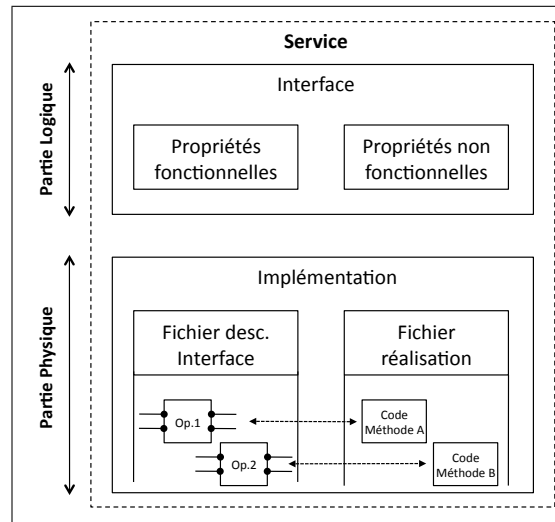 Service
Partie Logique
Interface
Propriétés
fonctionnelles
Propriétés non
fonctionnelles
Partie Physique
Implémentation
Fichier desc.
Interface
Fichier
réalisation
Op.1
Code
Méthode A
Op.2
Code
Méthode B